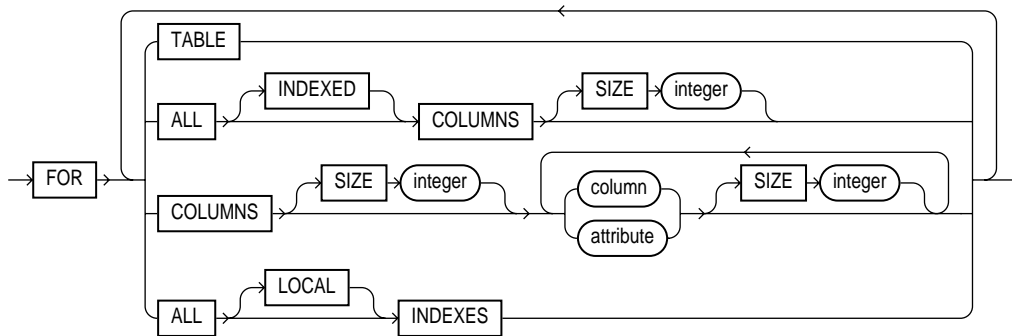 TABLE
INDEXED SIZE integer
ALL COLUMNS
FOR
SIZE integer column SIZE integer
COLUMNS attribute
LOCAL
ALL INDEXES